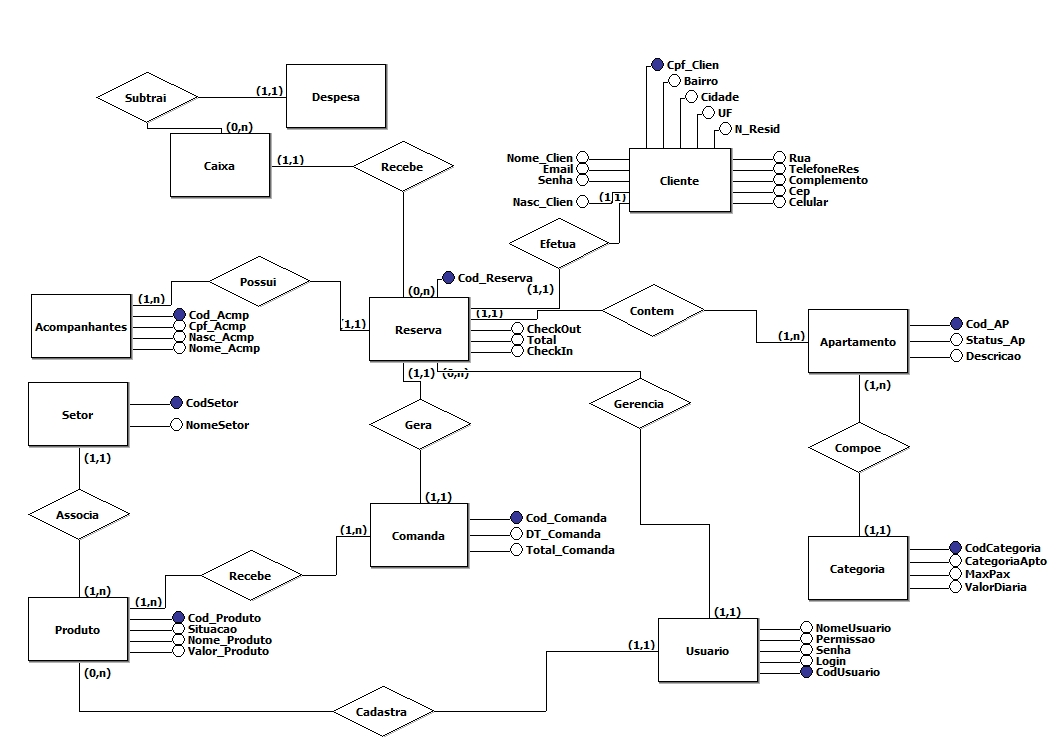 Cpf_Clien
Bairro
Cidade
UF
N_Resid
Subtrai
(1,1)
Despesa
(0,n)
Caixa
(1,1)
Recebe
Nome_Clien
Email
Senha
Nasc_Clien
(1,1)
Cliente
Rua
TelefoneRes
Complemento
Cep
Celular
Efetua
(1,1)
Possui
(1,n)
Acompanhantes
Cod_Acmp
Cpf_Acmp
Nasc_Acmp
Nome_Acmp
(1,1)
(0,n)
Cod_Reserva
Reserva
(1,1)
CheckOut
Total
CheckIn
(1,1)
(0,n)
Contem
(1,n)
Apartamento
Cod_AP
Status_Ap
Descricao
(1,n)
Setor
CodSetor
NomeSetor
(1,1)
Gera
Gerencia
Compoe
Associa
(1,1)
(1,n)
Comanda
Cod_Comanda
DT_Comanda
Total_Comanda
(1,1)
Categoria
CodCategoria
CategoriaApto
MaxPax
ValorDiaria
Recebe
(1,n)
(1,n)
Produto
Cod_Produto
Situacao
Nome_Produto
Valor_Produto
(0,n)
(1,1)
(1,1)
Usuario
NomeUsuario
Permissao
Senha
Login
CodUsuario
Cadastra